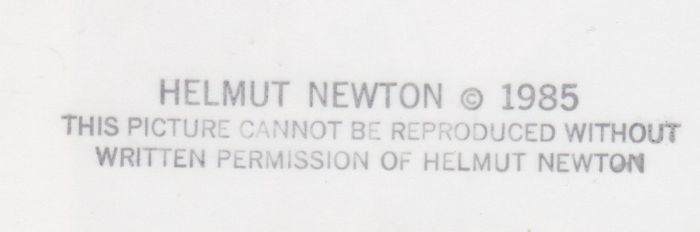 HELMUT NEWTON © 1985
THIS PICTURE CANNOT BE REPRODUCED WITHOUT
WRITTEN PERMISSION OF HELMUT NEWTON